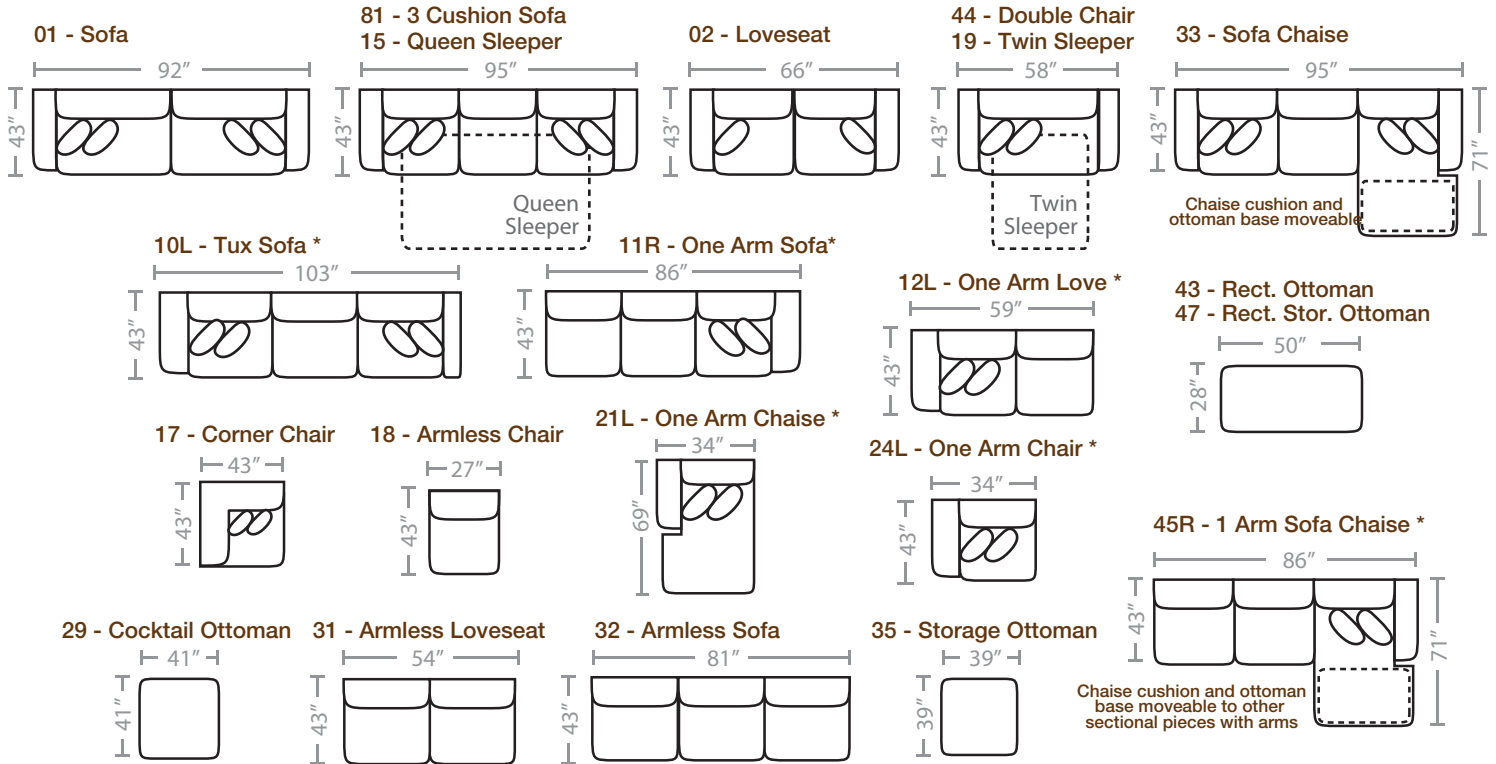 01 - Sofa
92”
43”
81 - 3 Cushion Sofa
15 - Queen Sleeper
95”
43”
Queen
Sleeper
02 - Loveseat
66”
43”
44 - Double Chair
19 - Twin Sleeper
58”
43”
Twin
Sleeper
33 - Sofa Chaise
95”
43”
71”
Chaise cushion and
ottoman base moveable
10L - Tux Sofa *
103”
43”
11R - One Arm Sofa*
86”
43”
12L - One Arm Love *
59”
43”
43 - Rect. Ottoman
47 - Rect. Stor. Ottoman
50”
28”
17 - Corner Chair
43”
43”
18 - Armless Chair
27”
43”
21L - One Arm Chaise *
34”
69”
24L - One Arm Chair *
34”
43”
45R - 1 Arm Sofa Chaise *
86”
43”
71”
Chaise cushion and ottoman
base moveable to other
sectional pieces with arms
29 - Cocktail Ottoman
41”
41”
31 - Armless Loveseat
54”
43”
32 - Armless Sofa
81”
43”
35 - Storage Ottoman
39”
39”